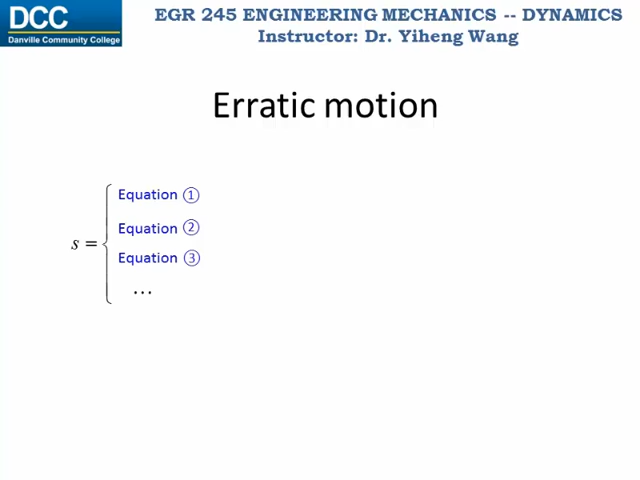 DCC
Danville Community College
EGR 245 ENGINEERING MECHANICS -- DYNAMICS
Instructor: Dr. Yiheng Wang
Erratic motion
s =
Equation ①
Equation ②
Equation ③
...